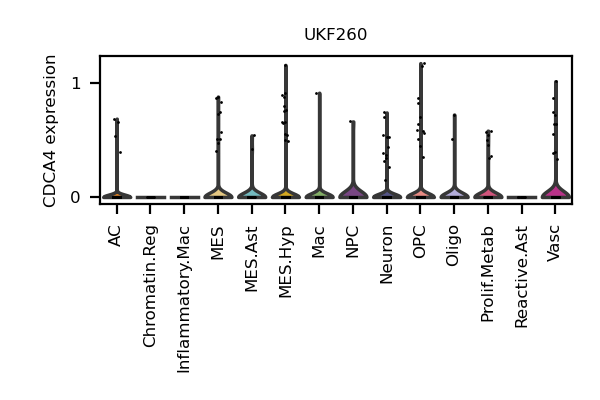 UKF260
CDCA4 expression
1
0
AC
Chromatin.Reg
Inflammatory.Mac
MES
MES.Ast
MES.Hyp
Mac
NPC
Neuron
OPC
Oligo
Prolif.Metab
Reactive.Ast
Vasc